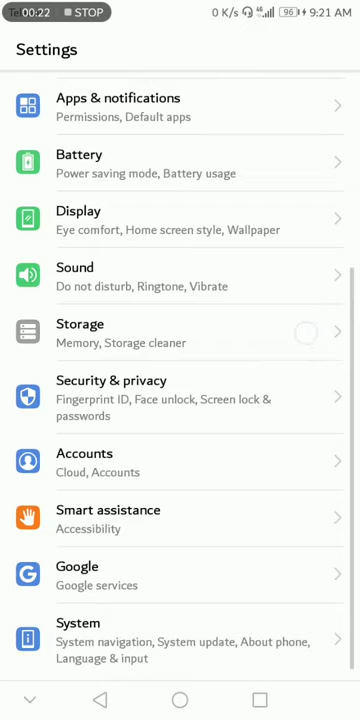 00:22 STOP 0 K/s 46 96 9:21 AM
Settings
Apps & notifications
Permissions, Default apps
Battery
Power saving mode, Battery usage
Display
Eye comfort, Home screen style, Wallpaper
Sound
Do not disturb, Ringtone, Vibrate
Storage
Memory, Storage cleaner
Security & privacy
Fingerprint ID, Face unlock, Screen lock &
passwords
Accounts
Cloud, Accounts
Smart assistance
Accessibility
Google
Google services
System
System navigation, System update, About phone,
Language & input